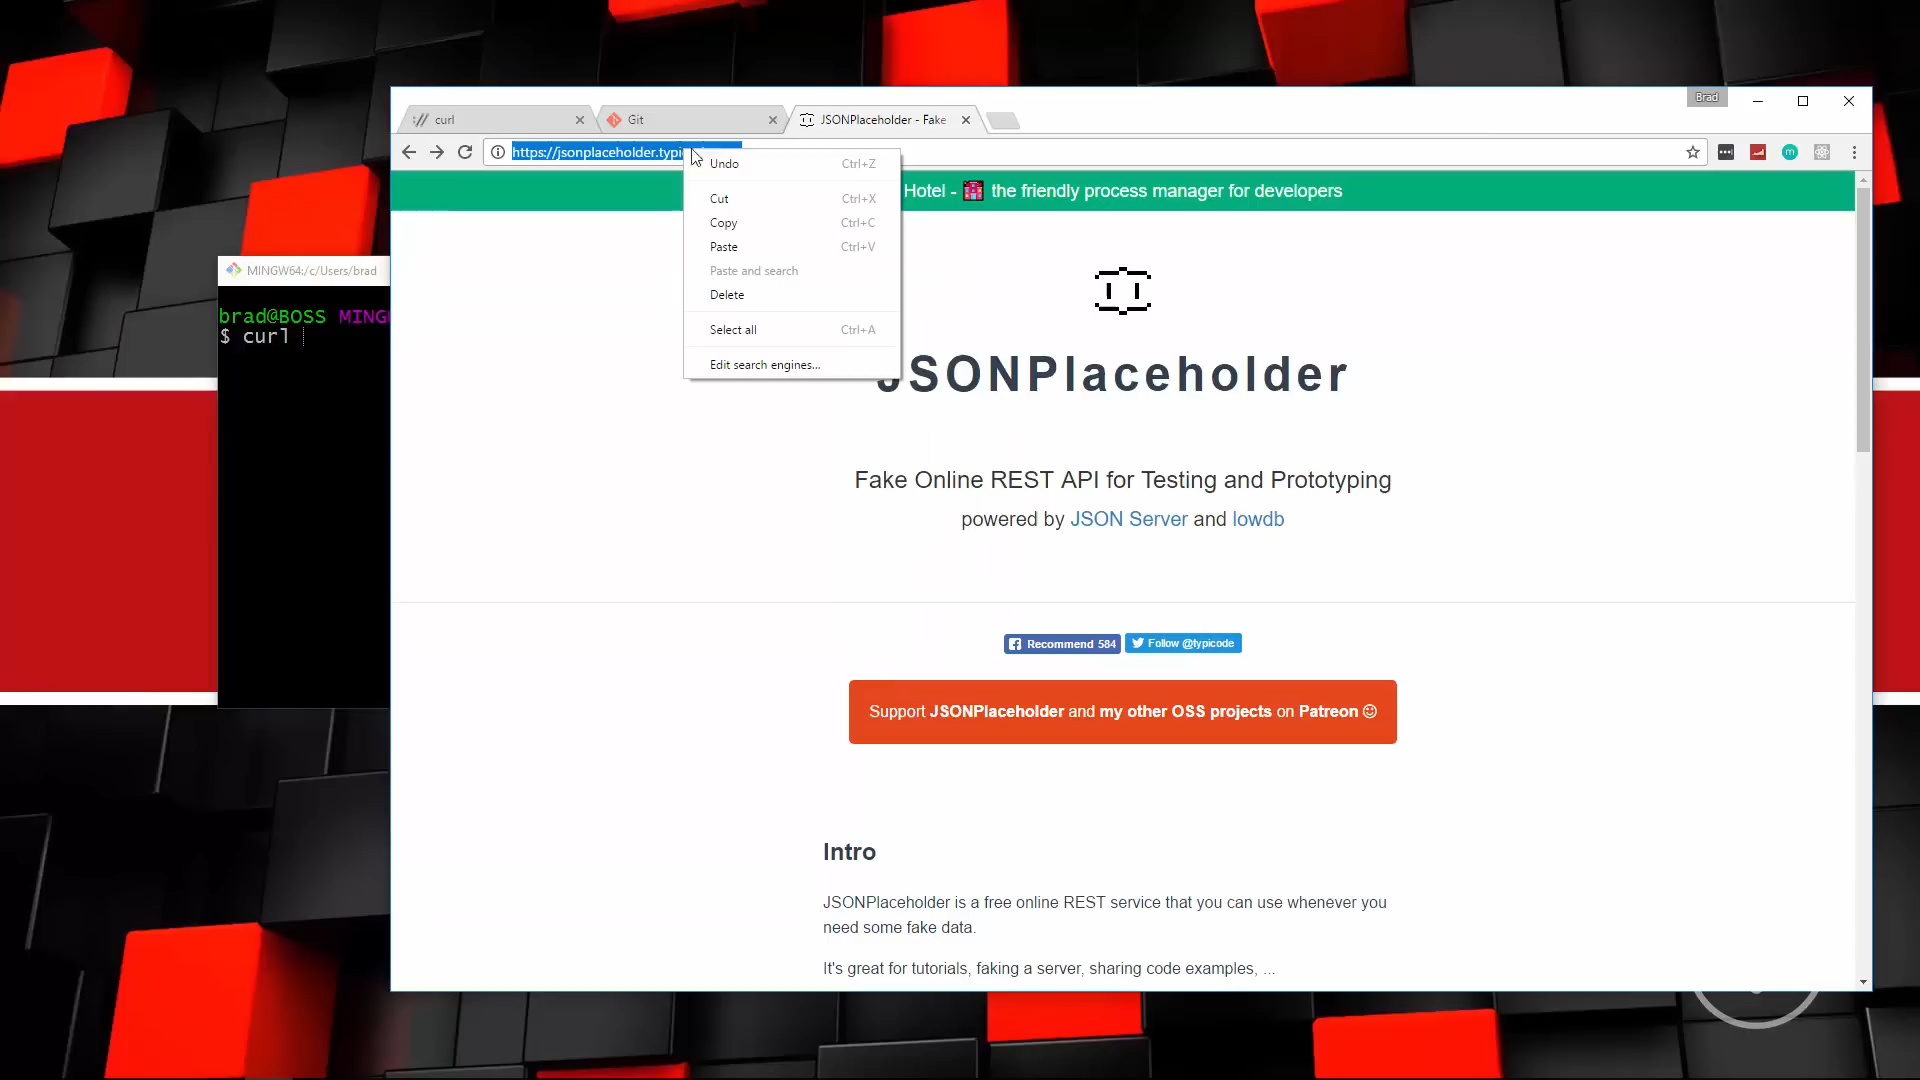 Brad
curl
Git
JSONPlaceholder - Fake
https://jsonplaceholder.typi
Undo Ctrl+Z
Cut Ctrl+X
Copy Ctrl+C
Paste Ctrl+V
Paste and search
Delete
Select all Ctrl+A
Edit search engines...
Hotel - the friendly process manager for developers
MINGW64:/c/Users/brad
brad@BOSS MING
$ curl
JSONPlaceholder
Fake Online REST API for Testing and Prototyping
powered by JSON Server and lowdb
Recommend 584
Follow @typicode
Support JSONPlaceholder and my other OSS projects on Patreon
Intro
JSONPlaceholder is a free online REST service that you can use whenever you
need some fake data.
It's great for tutorials, faking a server, sharing code examples, ...